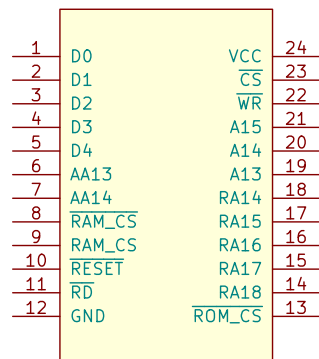 1 D0 VCC 24
2 D1 CS 23
3 D2 WR 22
4 D3 A15 21
5 D4 A14 20
6 AA13 A13 19
7 AA14 RA14 18
8 RAM_CS RA15 17
9 RAM_CS RA16 16
10 RESET RA17 15
11 RD RA18 14
12 GND ROM_CS 13